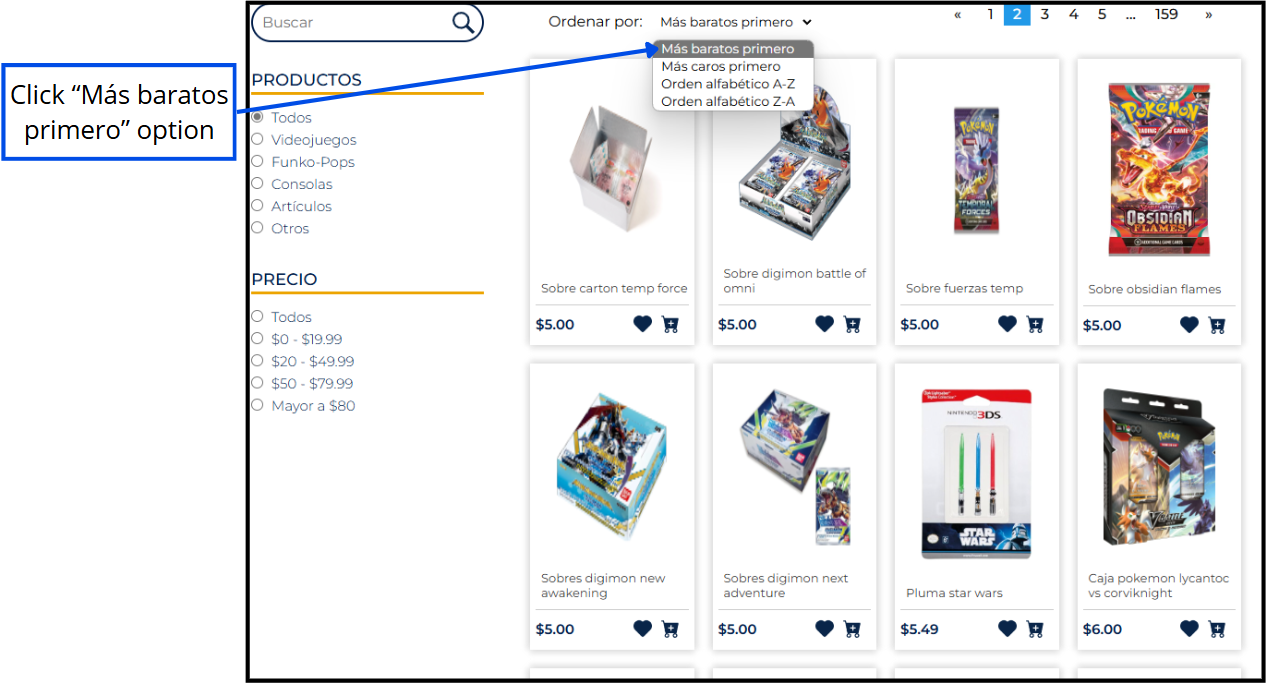 Click “Más baratos
primero” option
Buscar
PRODUCTOS
Todos
Videojuegos
Funko-Pops
Consolas
Artículos
Otros
PRECIO
Todos
$0 - $19.99
$20 - $49.99
$50 - $79.99
Mayor a $80
Ordenar por: Más baratos primero
Más baratos primero
Más caros primero
Orden alfabético A-Z
Orden alfabético Z-A
« 1 2 3 4 5 ... 159 »
Sobre carton temp force
$5.00
Sobre digimon battle of
omni
$5.00
POKÉMON
TEMPORAL
FORCES
Sobre fuerzas temp
$5.00
POKÉMON
TRADING CARD GAME
OBSIDIAN
FLAMES
ADDITIONAL GAME CARDS
Sobre obsidian flames
$5.00
Sobres digimon new
awakening
$5.00
Sobres digimon next
adventure
$5.00
NINTENDO 3DS
STAR
WARS
Pluma star wars
$5.49
Caja pokemon lycantoc
vs corviknight
$6.00